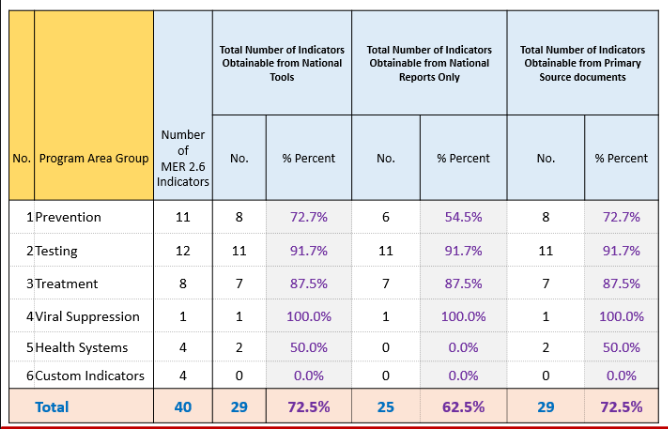 Total Number of Indicators Obtainable from National Tools
Total Number of Indicators Obtainable from National Reports Only
Total Number of Indicators Obtainable from Primary Source documents
No. Program Area Group Number of MER 2.6 Indicators No. % Percent No. % Percent No. % Percent
1 Prevention 11 8 72.7% 6 54.5% 8 72.7%
2 Testing 12 11 91.7% 11 91.7% 11 91.7%
3 Treatment 8 7 87.5% 7 87.5% 7 87.5%
4 Viral Suppression 1 1 100.0% 1 100.0% 1 100.0%
5 Health Systems 4 2 50.0% 0 0.0% 2 50.0%
6 Custom Indicators 4 0 0.0% 0 0.0% 0 0.0%
Total 40 29 72.5% 25 62.5% 29 72.5%